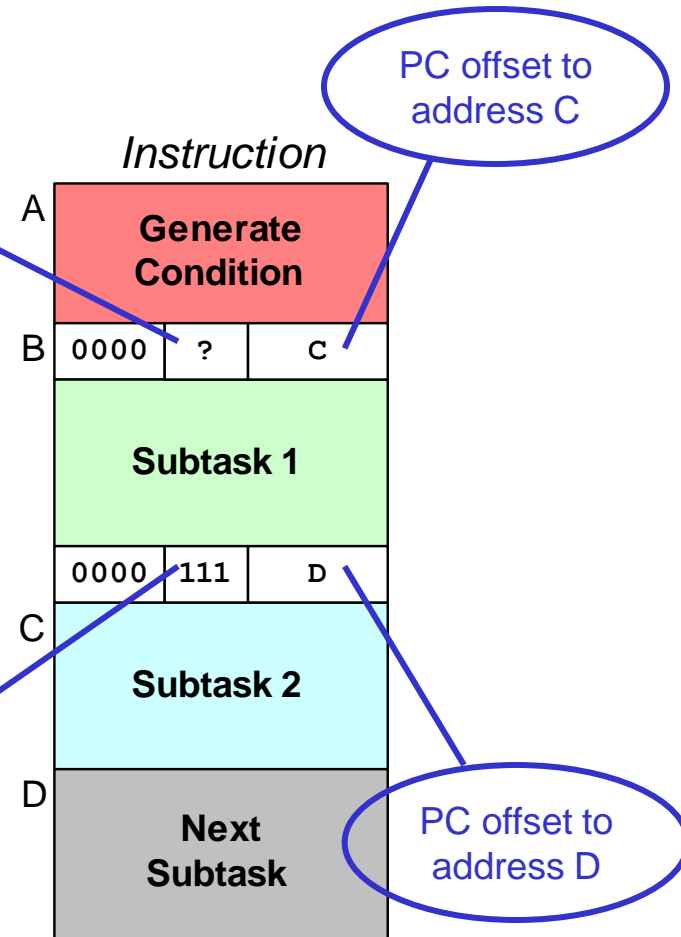 PC offset to
address C
Instruction
A
Generate
Condition
B 0000 ? C
Subtask 1
0000 111 D
C
Subtask 2
D
Next
Subtask
PC offset to
address D